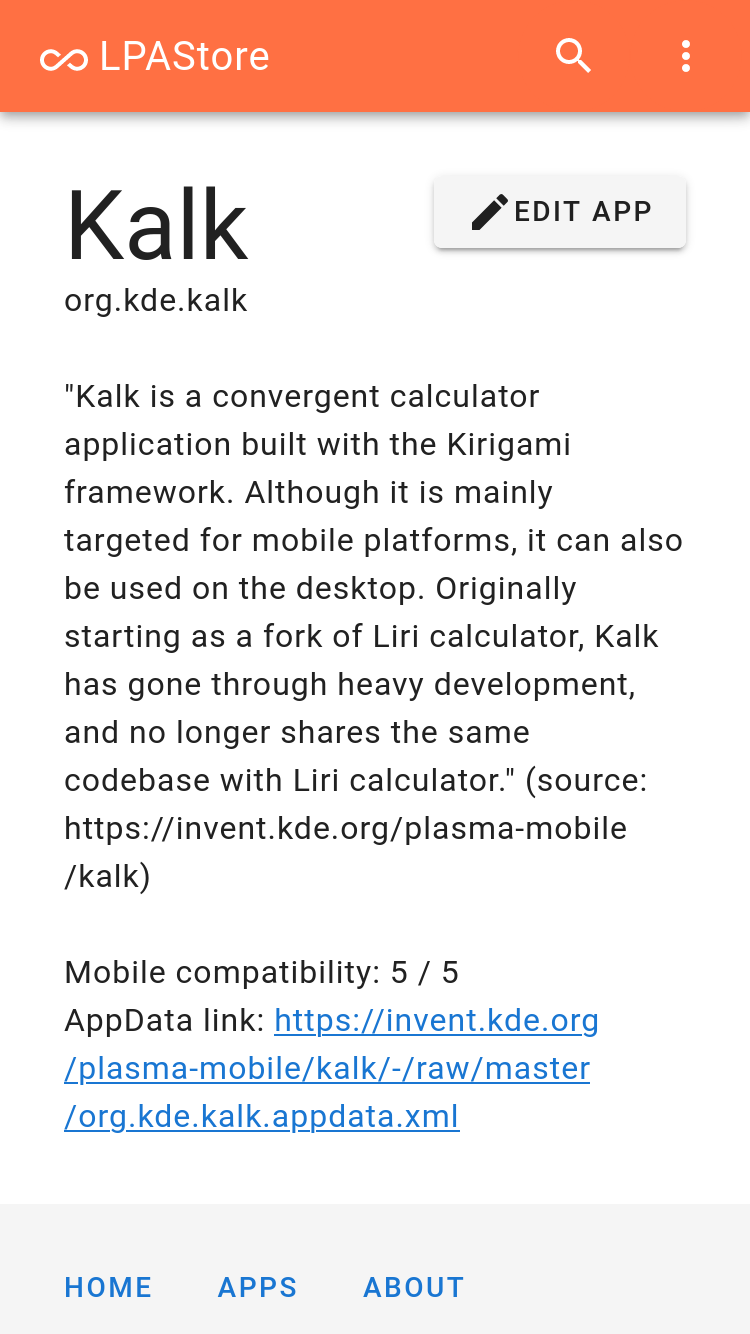 LPAStore
Kalk
EDIT APP
org.kde.kalk
"Kalk is a convergent calculator
application built with the Kirigami
framework. Although it is mainly
targeted for mobile platforms, it can also
be used on the desktop. Originally
starting as a fork of Liri calculator, Kalk
has gone through heavy development,
and no longer shares the same
codebase with Liri calculator." (source:
https://invent.kde.org/plasma-mobile
/kalk)
Mobile compatibility: 5 / 5
AppData link: https://invent.kde.org
/plasma-mobile/kalk/-/raw/master
/org.kde.kalk.appdata.xml
HOME APPS ABOUT